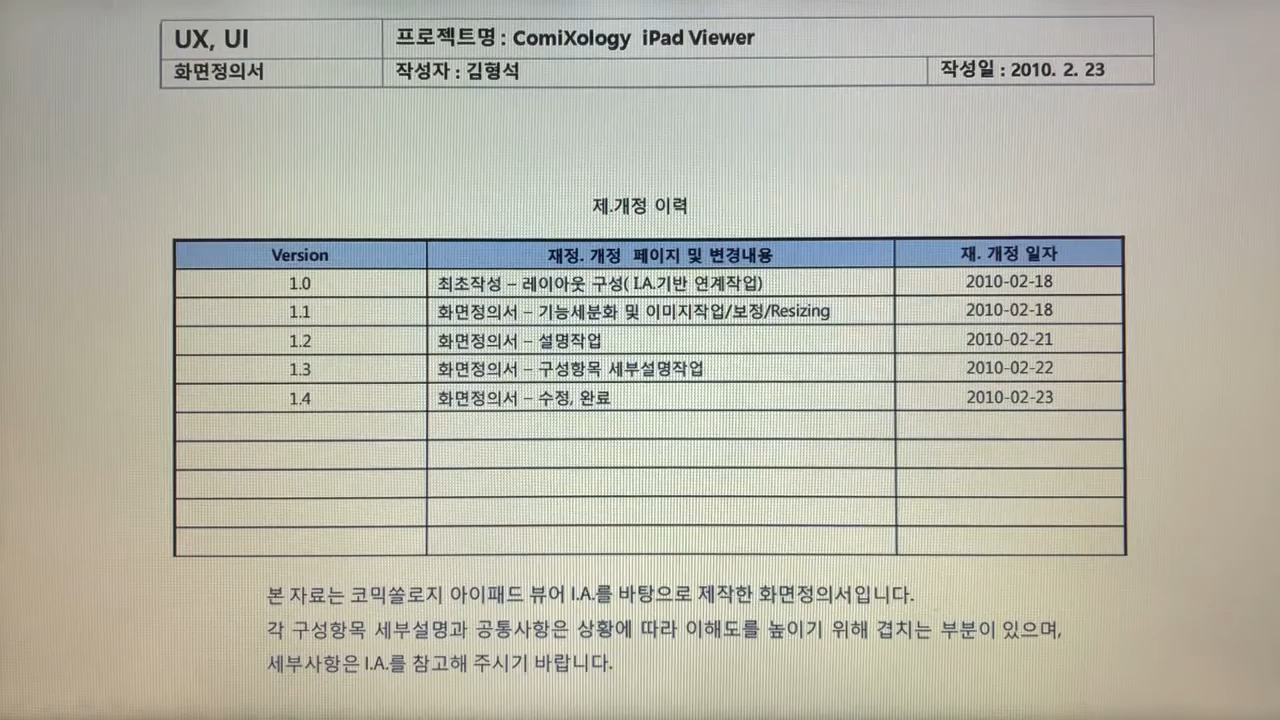 UX, UI
프로젝트명 : ComiXology iPad Viewer
화면정의서
작성자 : 김형석
작성일 : 2010. 2. 23
제.개정 이력
Version 재정. 개정 페이지 및 변경내용 재. 개정 일자
1.0 최초작성 – 레이아웃 구성( I.A.기반 연계작업) 2010-02-18
1.1 화면정의서 – 기능세분화 및 이미지작업/보정/Resizing 2010-02-18
1.2 화면정의서 – 설명작업 2010-02-21
1.3 화면정의서 – 구성항목 세부설명작업 2010-02-22
1.4 화면정의서 – 수정, 완료 2010-02-23
본 자료는 코믹쏠로지 아이패드 뷰어 I.A.를 바탕으로 제작한 화면정의서입니다.
각 구성항목 세부설명과 공통사항은 상황에 따라 이해도를 높이기 위해 겹치는 부분이 있으며,
세부사항은 I.A.를 참고해 주시기 바랍니다.